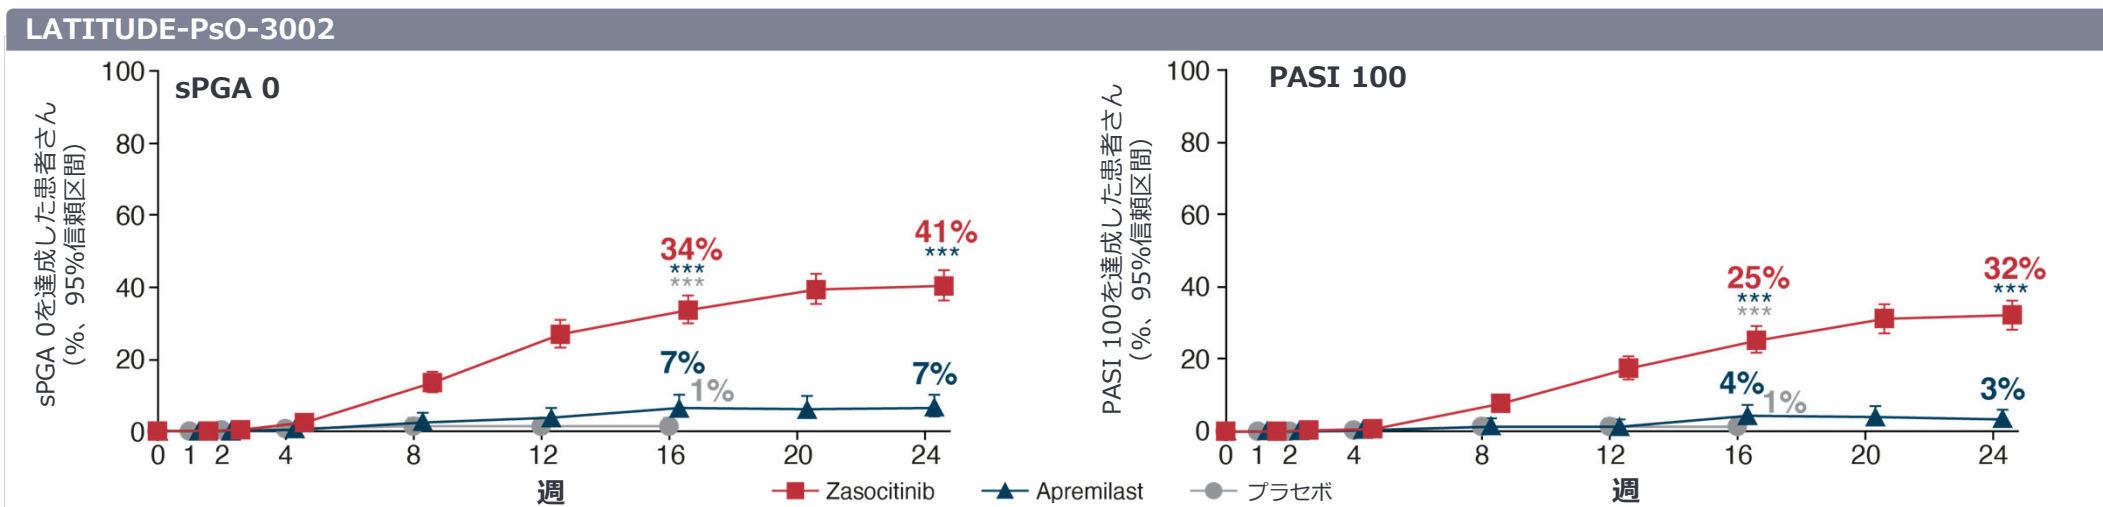 LATITUDE-PsO-3002
sPGA 0
sPGA 0を達成した患者さん
(%、95%信頼区間)
100
80
60
40
20
0
34%
***
***
41%
***
7%
1%
7%
0 1 2 4 8 12 16 20 24
週
PASI 100
PASI 100を達成した患者さん
(%、95%信頼区間)
100
80
60
40
20
0
25%
***
***
32%
***
4%
1%
3%
0 1 2 4 8 12 16 20 24
週
Zasocitinib Apremilast プラセボ